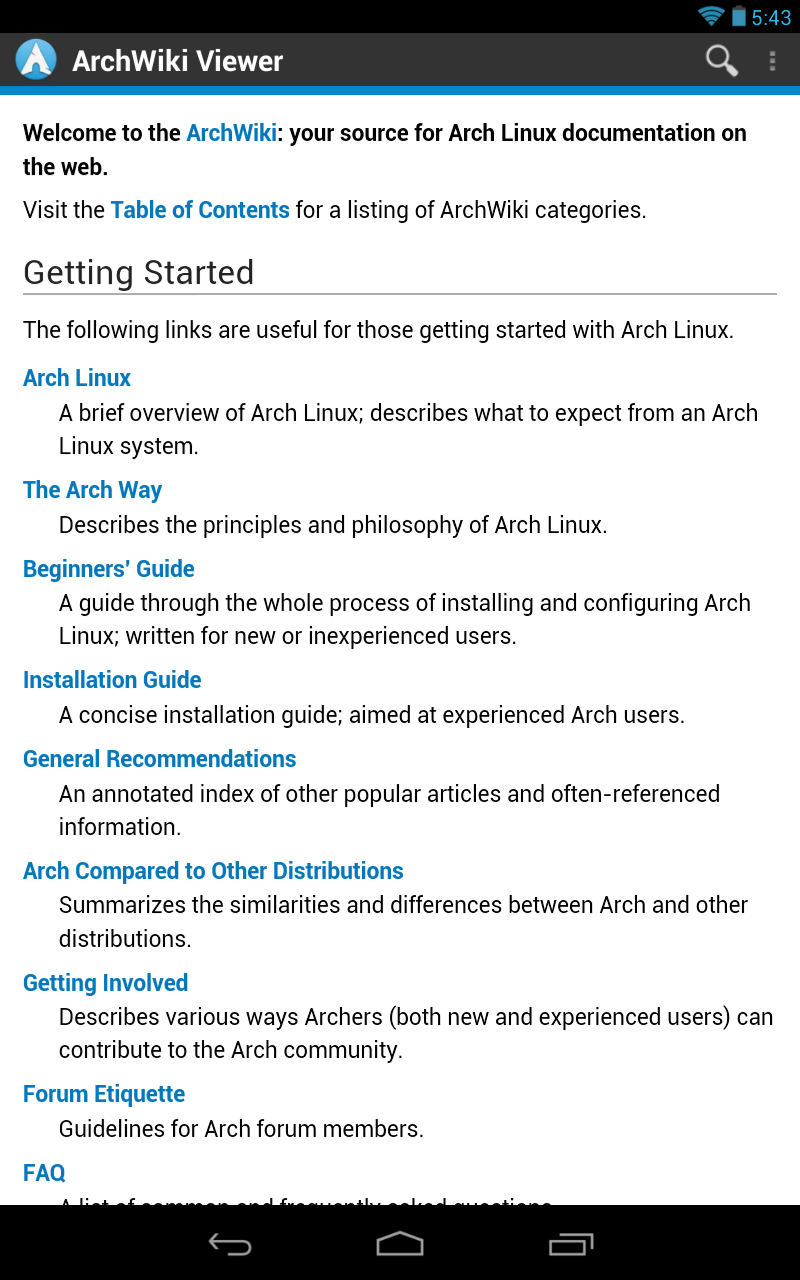 5:43
ArchWiki Viewer
Welcome to the ArchWiki: your source for Arch Linux documentation on
the web.
Visit the Table of Contents for a listing of ArchWiki categories.
Getting Started
The following links are useful for those getting started with Arch Linux.
Arch Linux
A brief overview of Arch Linux; describes what to expect from an Arch
Linux system.
The Arch Way
Describes the principles and philosophy of Arch Linux.
Beginners' Guide
A guide through the whole process of installing and configuring Arch
Linux; written for new or inexperienced users.
Installation Guide
A concise installation guide; aimed at experienced Arch users.
General Recommendations
An annotated index of other popular articles and often-referenced
information.
Arch Compared to Other Distributions
Summarizes the similarities and differences between Arch and other
distributions.
Getting Involved
Describes various ways Archers (both new and experienced users) can
contribute to the Arch community.
Forum Etiquette
Guidelines for Arch forum members.
FAQ
A list of common and frequently asked questions